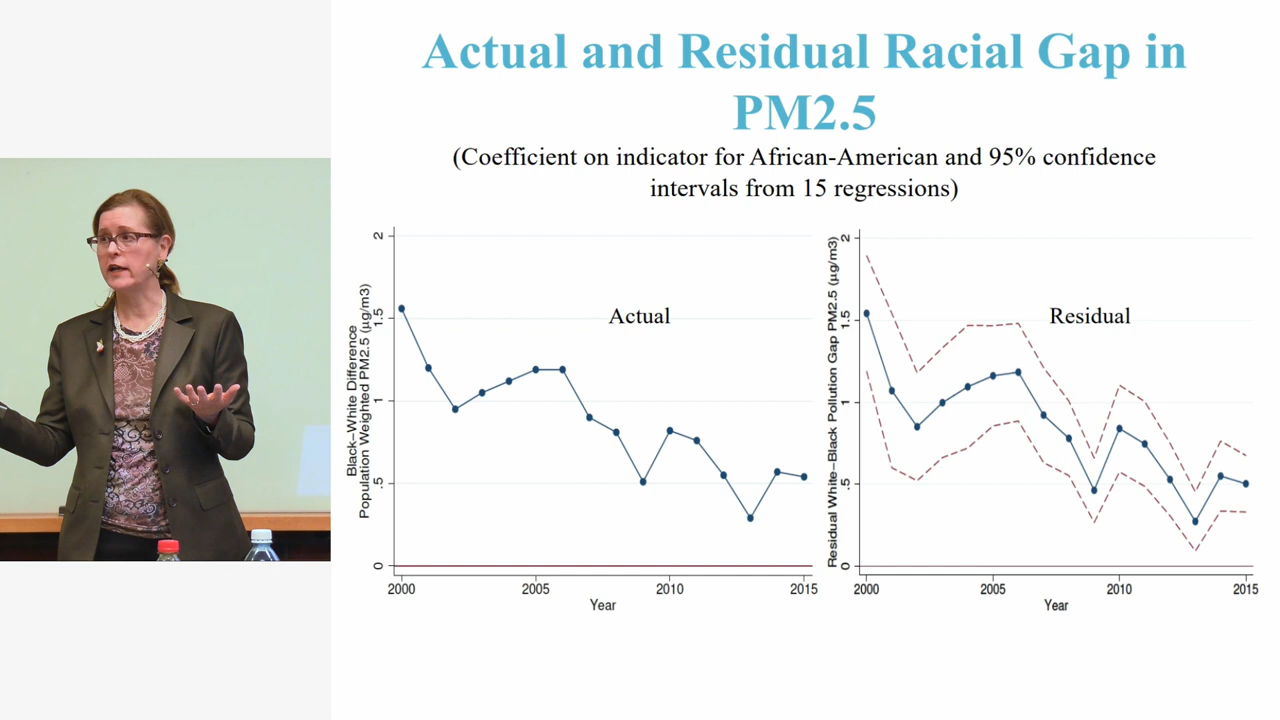 Actual and Residual Racial Gap in
PM2.5
(Coefficient on indicator for African-American and 95% confidence
intervals from 15 regressions)
Black−White Difference
Population Weighted PM2.5 (μg/m3)
2
1.5
1
.5
0
Actual
2000
2005
2010
2015
Year
Residual White−Black Pollution Gap PM2.5 (μg/m3)
2
1.5
1
.5
0
Residual
2000
2005
2010
2015
Year